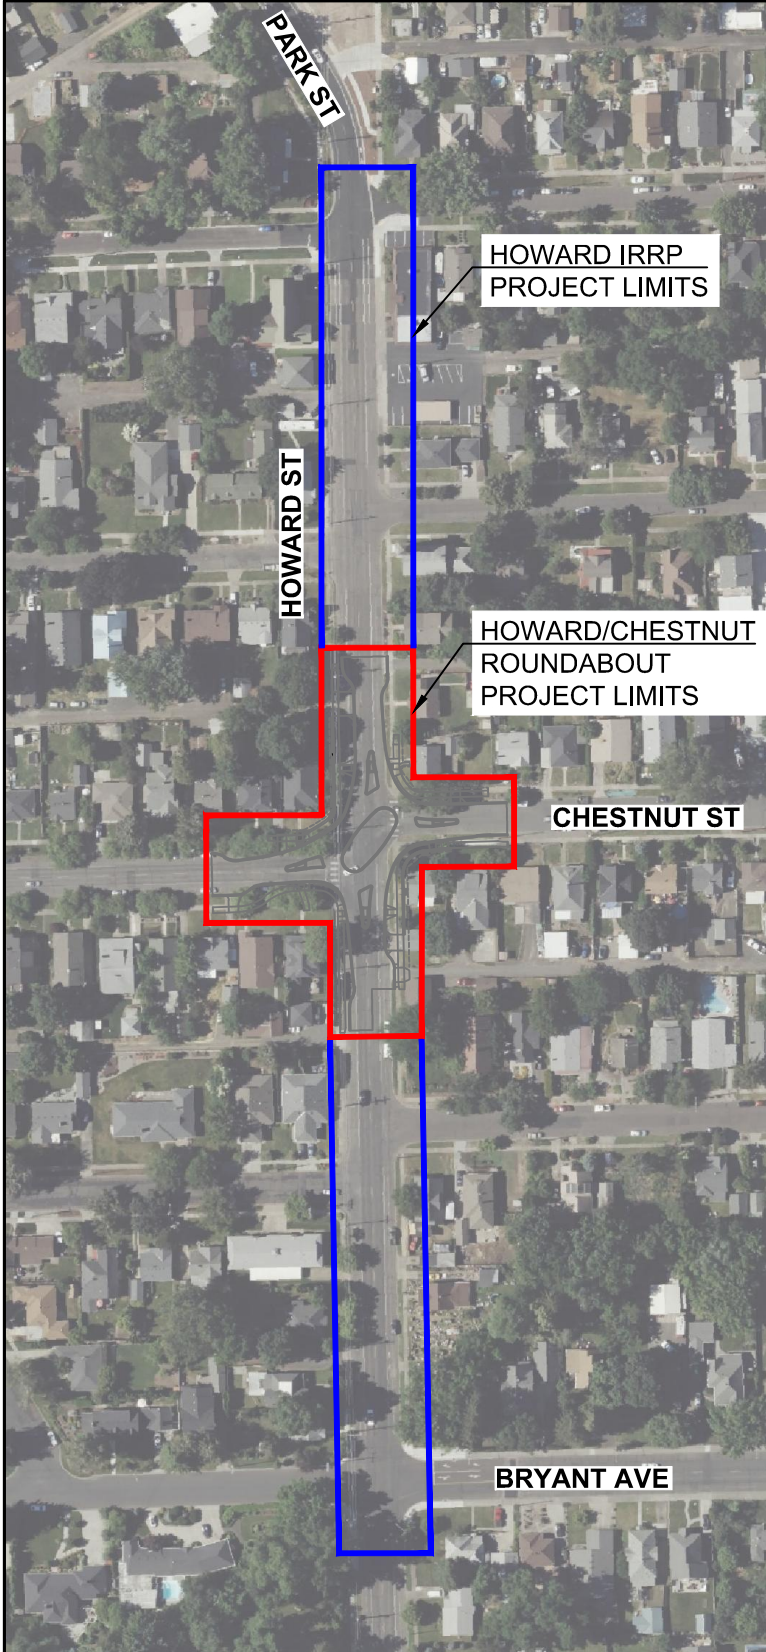 PARK ST
HOWARD IRRP
PROJECT LIMITS
HOWARD ST
HOWARD/CHESTNUT
ROUNDABOUT
PROJECT LIMITS
CHESTNUT ST
BRYANT AVE